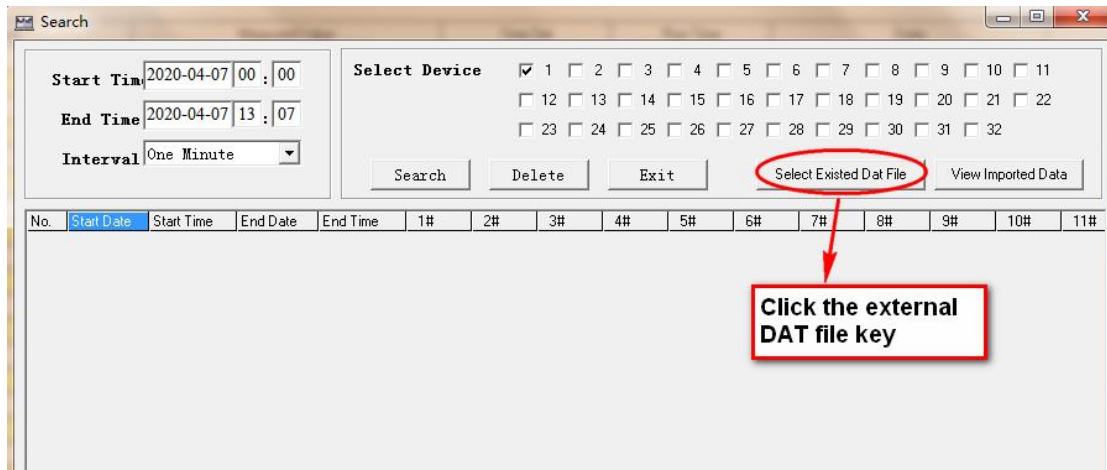 Search
Start Tim 2020-04-07 00 : 00
End Time 2020-04-07 13 : 07
Interval One Minute
Select Device 1 2 3 4 5 6 7 8 9 10 11
12 13 14 15 16 17 18 19 20 21 22
23 24 25 26 27 28 29 30 31 32
Search Delete Exit Select Existed Dat File View Imported Data
No. Start Date Start Time End Date End Time 1# 2# 3# 4# 5# 6# 7# 8# 9# 10# 11#
Click the external
DAT file key